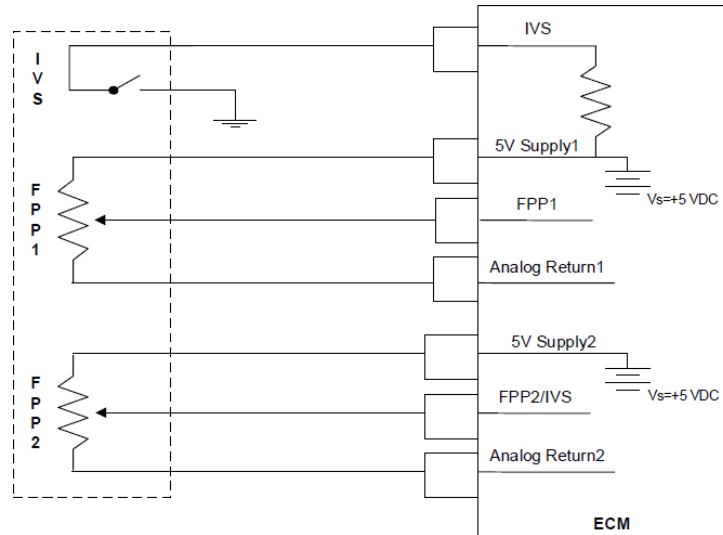 IVS
IVS
5V Supply1
Vs=+5 VDC
FPP1
FPP1
Analog Return1
5V Supply2
FPP2
FPP2/IVS
Vs=+5 VDC
Analog Return2
ECM